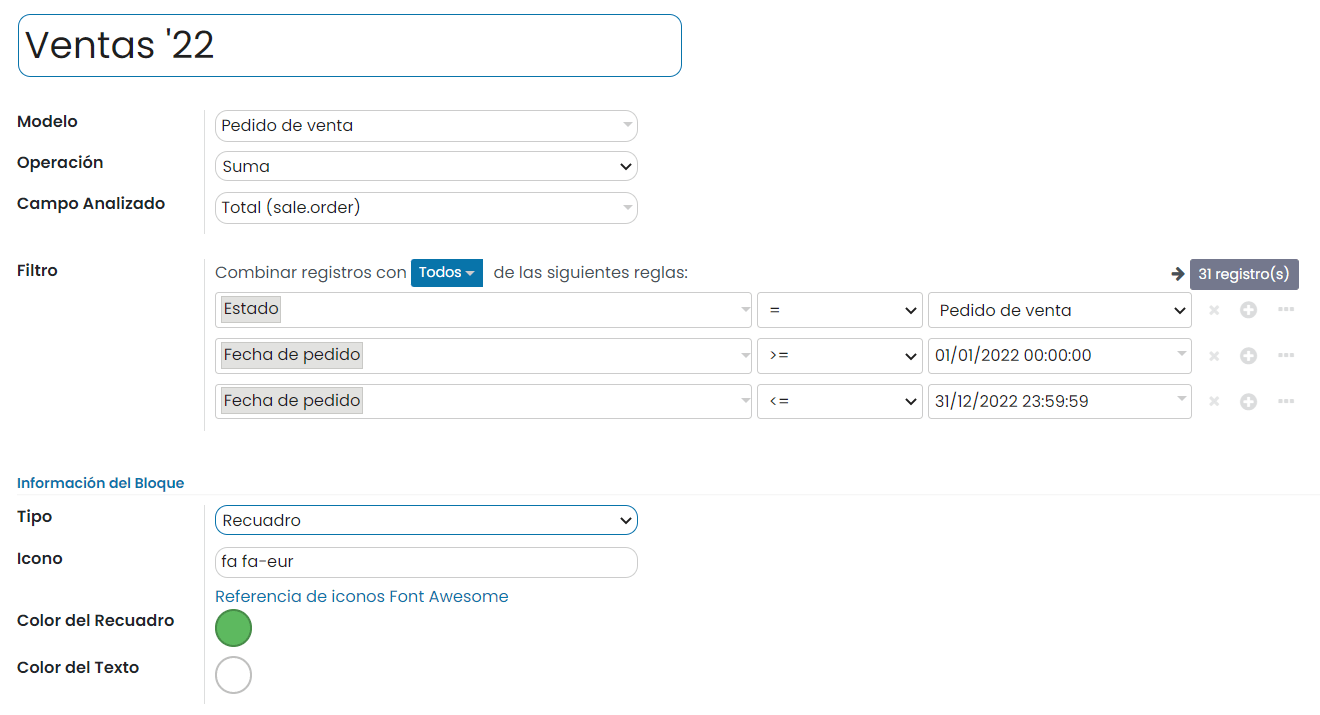 Ventas '22
Modelo
Pedido de venta
Operación
Suma
Campo Analizado
Total (sale.order)
Filtro
Combinar registros con Todos de las siguientes reglas:
31 registro(s)
Estado = Pedido de venta
Fecha de pedido >= 01/01/2022 00:00:00
Fecha de pedido <= 31/12/2022 23:59:59
Información del Bloque
Tipo
Recuadro
Icono
fa fa-eur
Referencia de iconos Font Awesome
Color del Recuadro
Color del Texto